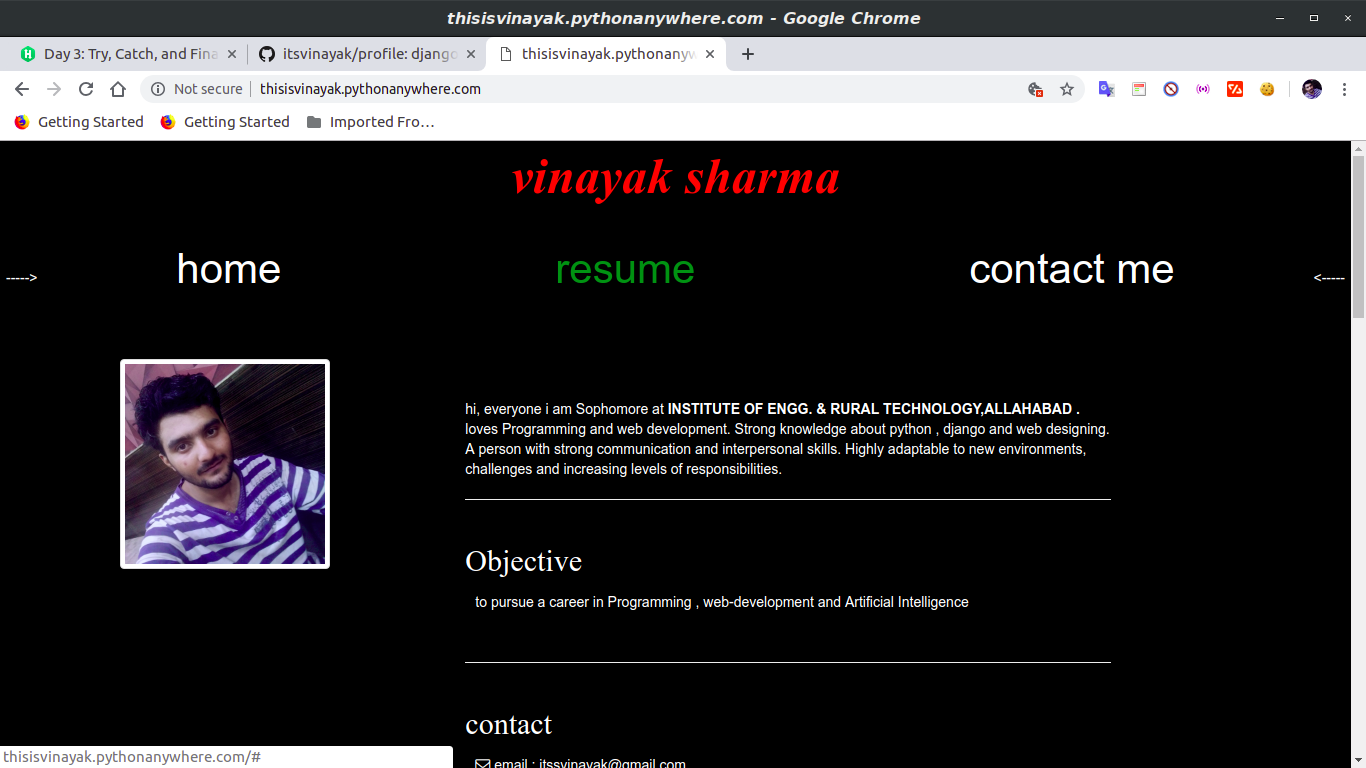 thisisvinayak.pythonanywhere.com - Google Chrome
Day 3: Try, Catch, and Fina
itsvinayak/profile: django
thisisvinayak.pythonanyw
Not secure
thisisvinayak.pythonanywhere.com
Getting Started
Getting Started
Imported Fro…
vinayak sharma
-----> home resume contact me <-----
hi, everyone i am Sophomore at INSTITUTE OF ENGG. & RURAL TECHNOLOGY,ALLAHABAD .
loves Programming and web development. Strong knowledge about python , django and web designing.
A person with strong communication and interpersonal skills. Highly adaptable to new environments,
challenges and increasing levels of responsibilities.
Objective
to pursue a career in Programming , web-development and Artificial Intelligence
contact
email : itssvinayak@gmail.com
thisisvinayak.pythonanywhere.com/#